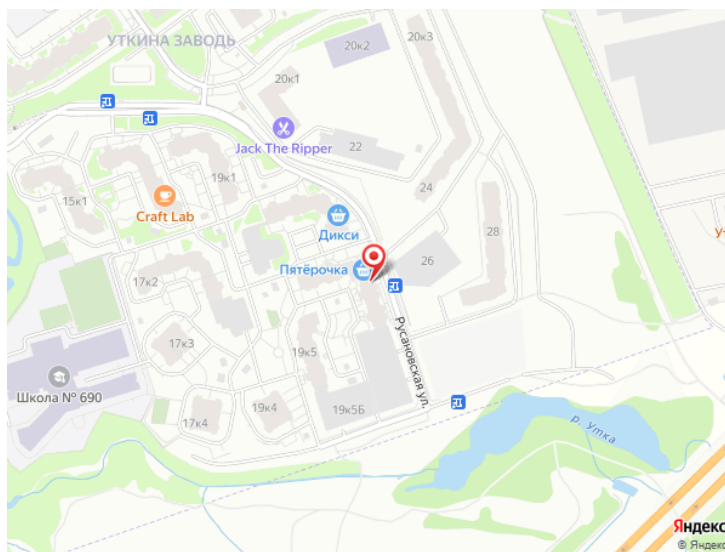 УТКИНА ЗАВОДЬ
20к2
20к3
20к1
Jack The Ripper
22
15к1
19к1
Craft Lab
24
Дикси
28
Ут
Пятёрочка
26
17к2
17к3
19к5
Русановская ул.
Школа № 690
17к4
19к4
19к5Б
р. Утка
Яндекс
© Яндекс